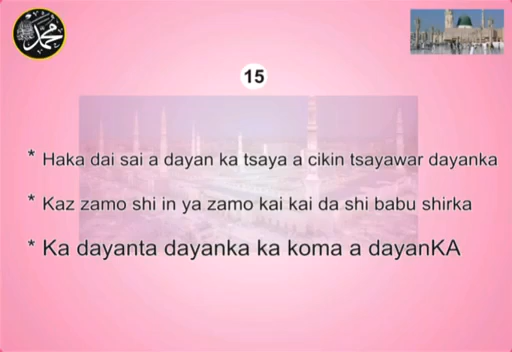 محمد
15
* Haka dai sai a dayan ka tsaya a cikin tsayawar dayanka
* Kaz zamo shi in ya zamo kai kai da shi babu shirka
* Ka dayanta dayanka ka koma a dayanKA